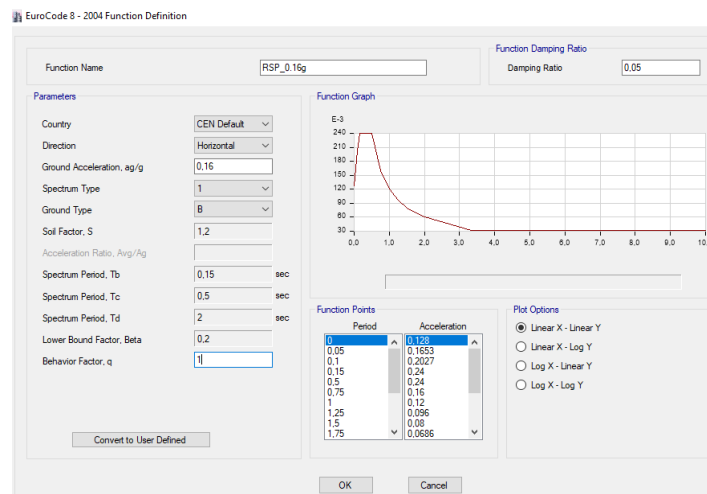 EuroCode 8 - 2004 Function Definition
Function Name
RSP_0.16g
Function Damping Ratio
Damping Ratio
0,05
Parameters
Country
CEN Default
Direction
Horizontal
Ground Acceleration, ag/g
0,16
Spectrum Type
1
Ground Type
B
Soil Factor, S
1,2
Acceleration Ratio, Avg/Ag
Spectrum Period, Tb
0,15
sec
Spectrum Period, Tc
0,5
sec
Spectrum Period, Td
2
sec
Lower Bound Factor, Beta
0,2
Behavior Factor, q
1
Convert to User Defined
Function Graph
E-3
240
210
180
150
120
90
60
30
0,0 1,0 2,0 3,0 4,0 5,0 6,0 7,0 8,0 9,0 10,
Function Points
Period Acceleration
0 0,128
0,05 0,1653
0,1 0,2027
0,15 0,24
0,5 0,24
0,75 0,16
1 0,12
1,25 0,096
1,5 0,08
1,75 0,0686
Plot Options
Linear X - Linear Y
Linear X - Log Y
Log X - Linear Y
Log X - Log Y
OK
Cancel